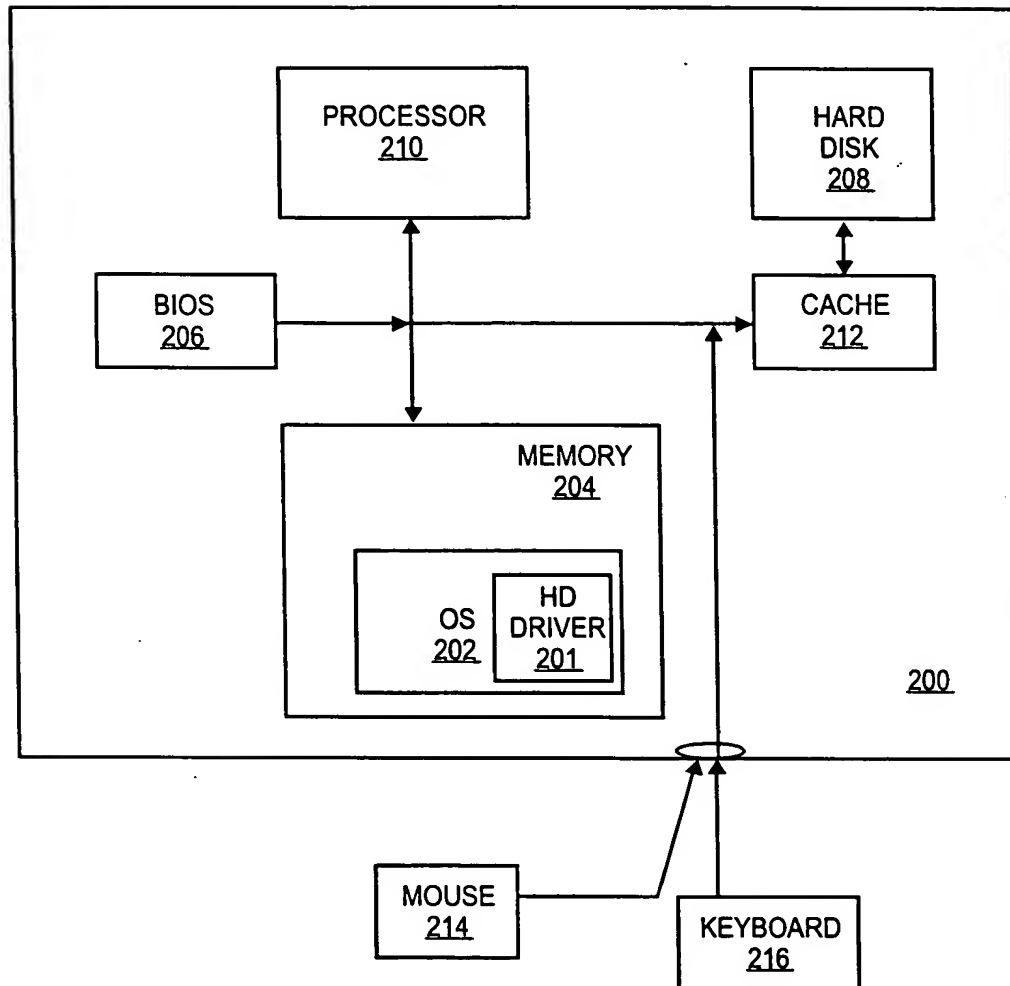 PROCESSOR
210
HARD
DISK
208
BIOS
206
CACHE
212
MEMORY
204
OS
202
HD
DRIVER
201
200
MOUSE
214
KEYBOARD
216